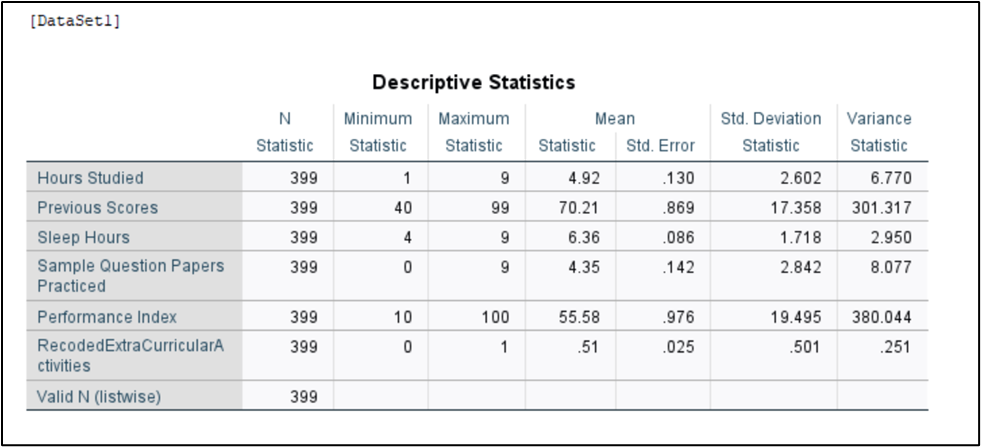 [DataSet1]
Descriptive Statistics
N Minimum Maximum Mean Std. Deviation Variance
Statistic Statistic Statistic Statistic Std. Error Statistic Statistic
Hours Studied 399 1 9 4.92 .130 2.602 6.770
Previous Scores 399 40 99 70.21 .869 17.358 301.317
Sleep Hours 399 4 9 6.36 .086 1.718 2.950
Sample Question Papers 399 0 9 4.35 .142 2.842 8.077
Practiced
Performance Index 399 10 100 55.58 .976 19.495 380.044
RecodedExtraCurricularA 399 0 1 .51 .025 .501 .251
ctivities
Valid N (listwise) 399